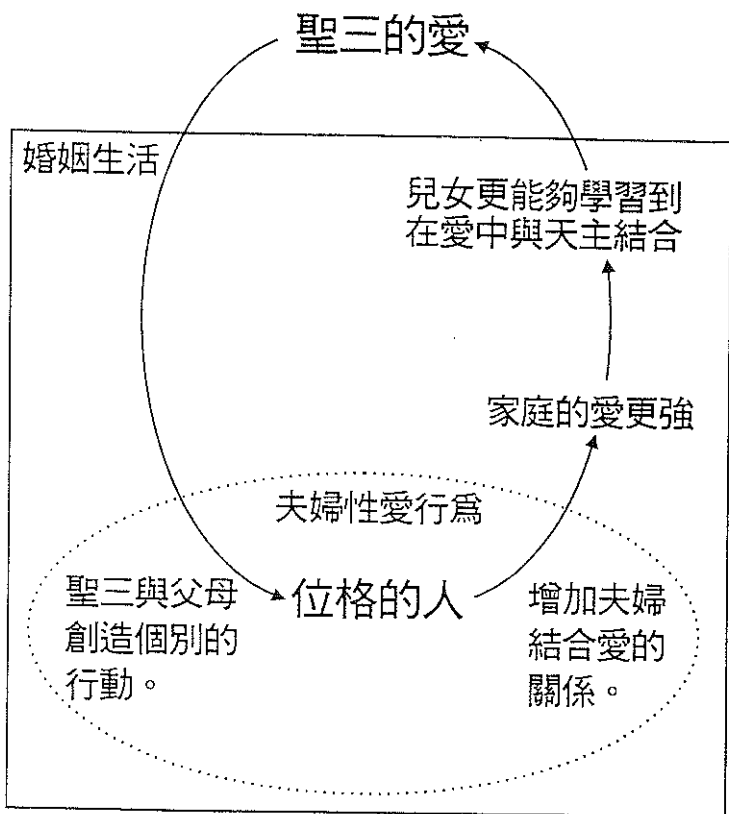 聖三的愛
婚姻生活
兒女更能夠學習到
在愛中與天主結合
家庭的愛更強
夫婦性愛行爲
聖三與父母
創造個別的
行動。
位格的人
增加夫婦
結合愛的
關係。